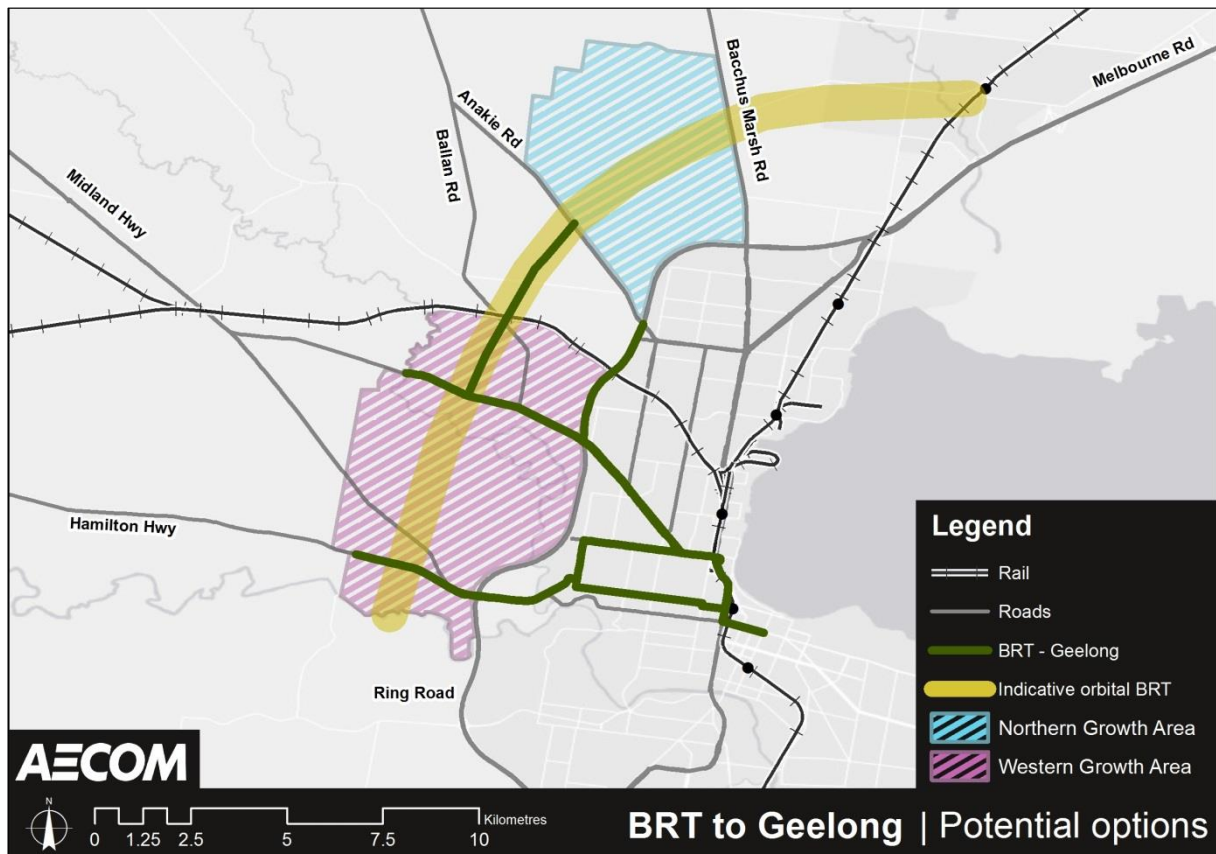 Bacchus Marsh Rd
Melbourne Rd
Anakie Rd
Ballan Rd
Midland Hwy
Hamilton Hwy
Ring Road
Legend
Rail
Roads
BRT - Geelong
Indicative orbital BRT
Northern Growth Area
Western Growth Area
AECOM
N
0 1.25 2.5 5 7.5 10 Kilometres
BRT to Geelong | Potential options